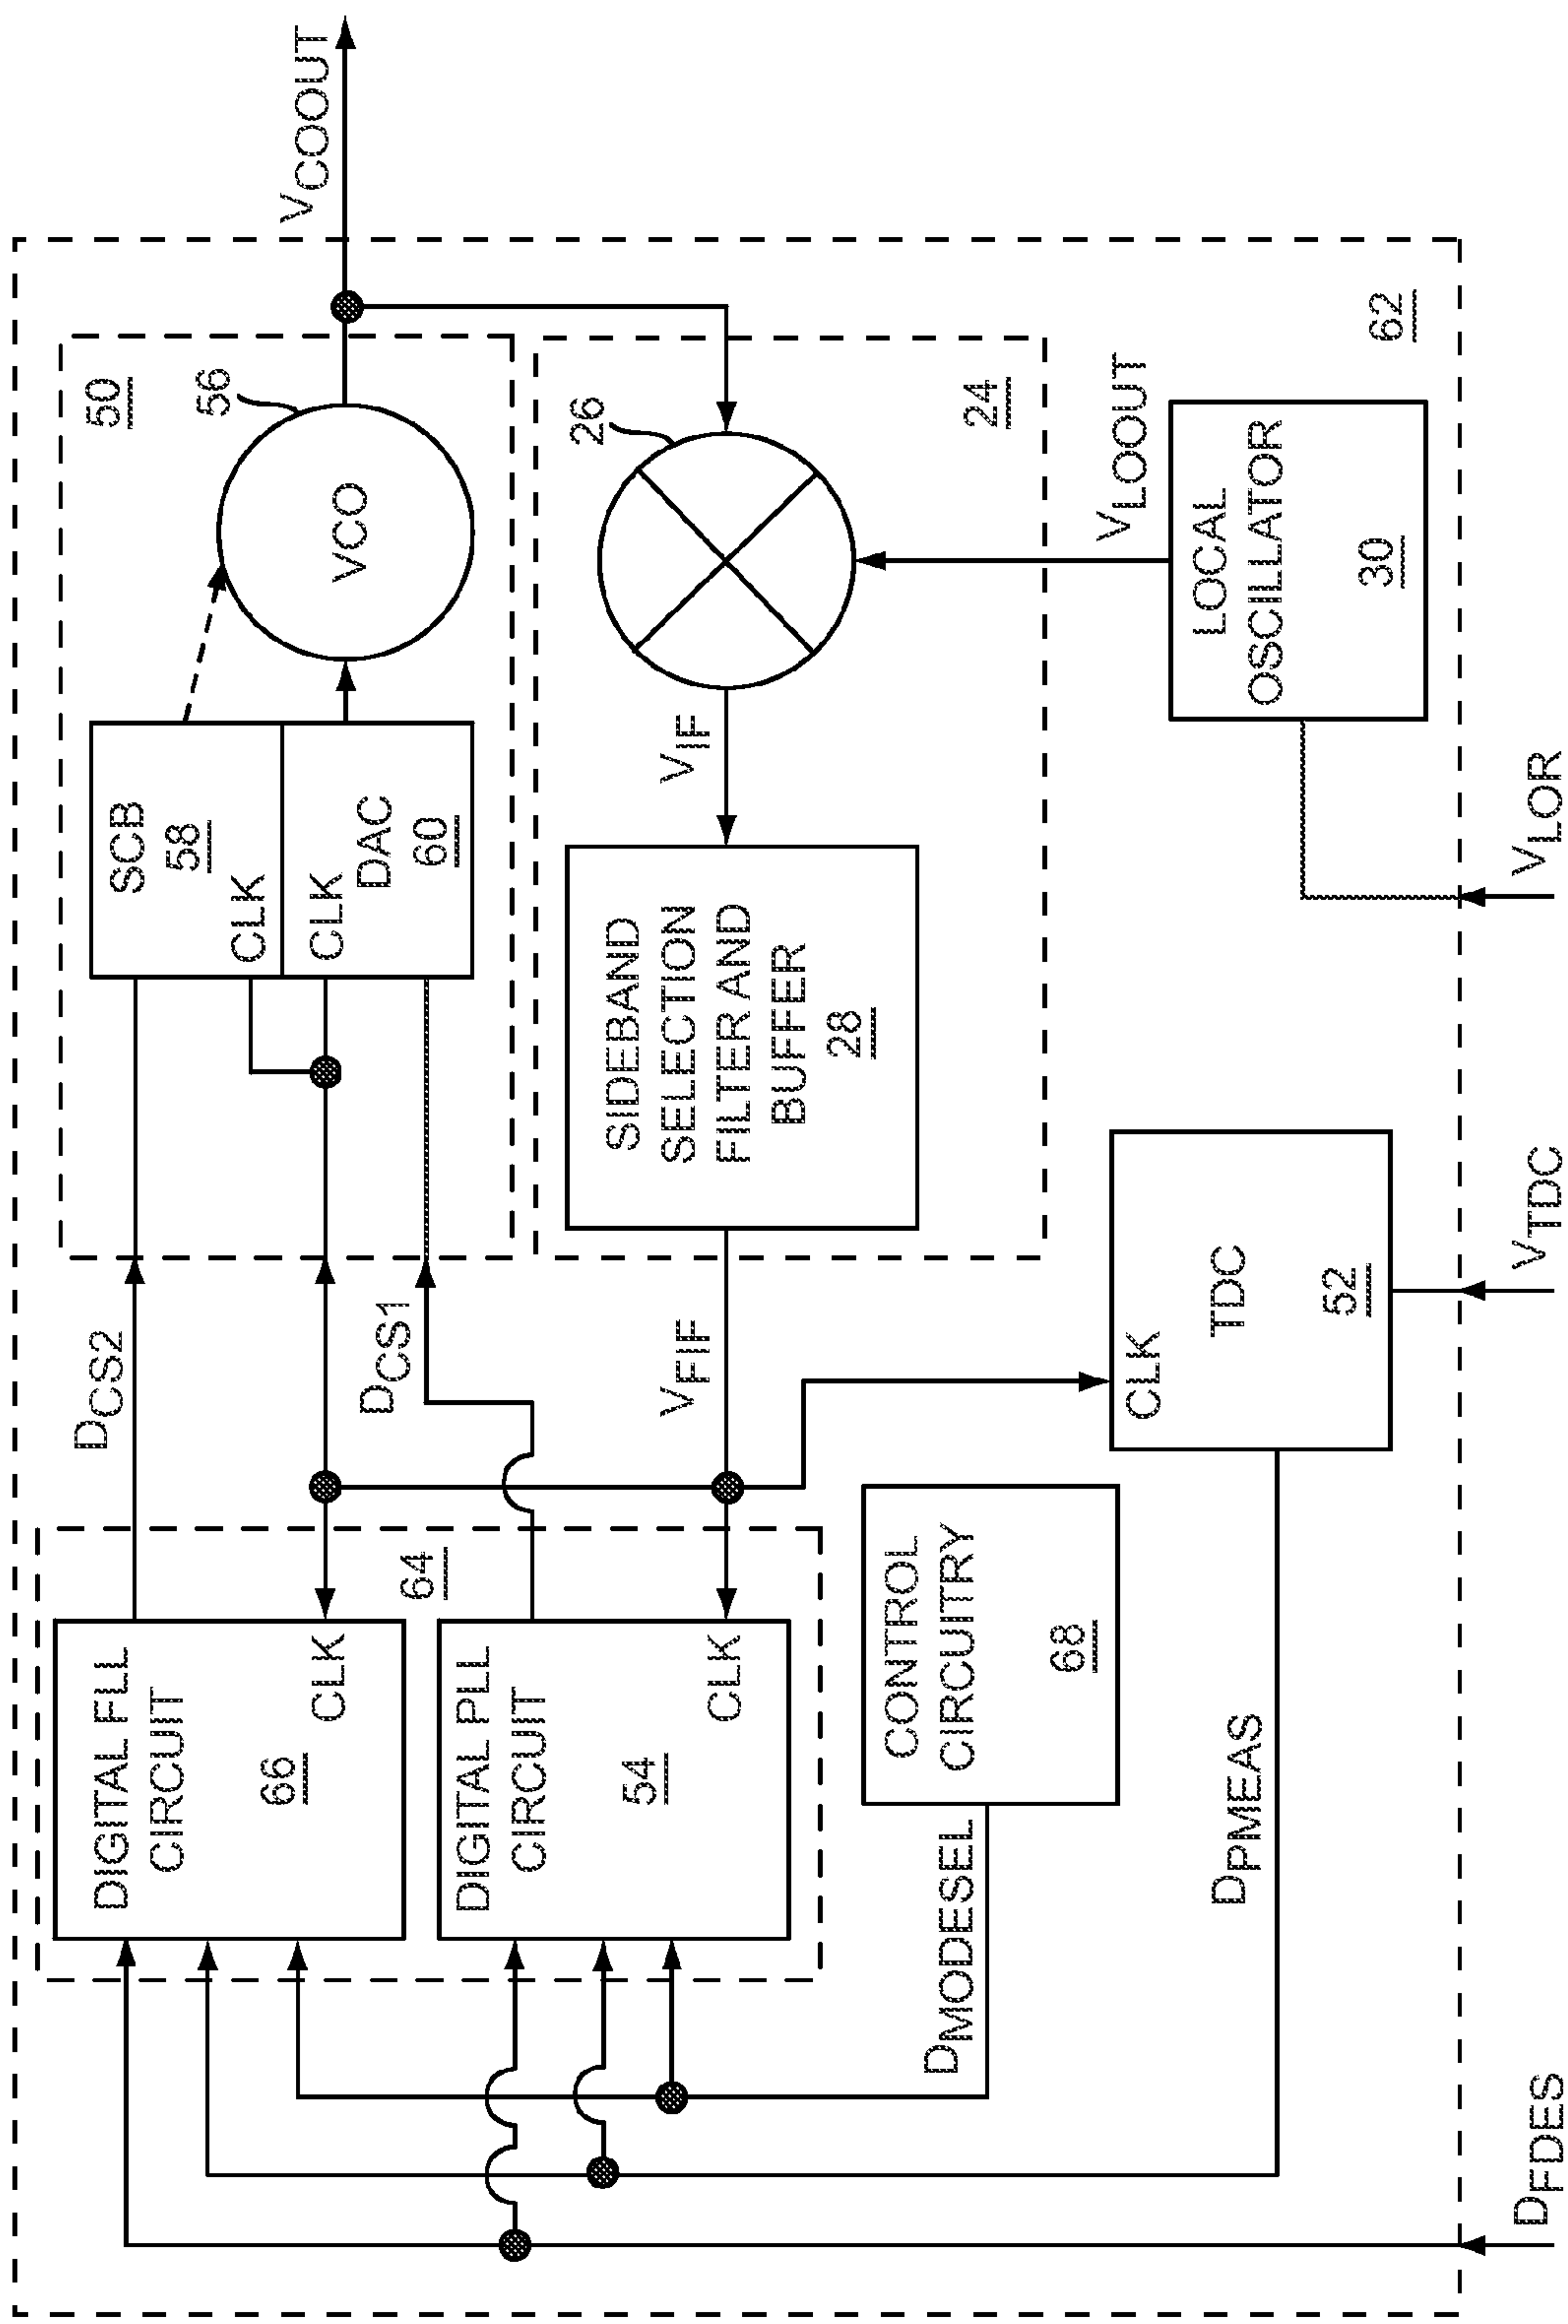 DIGITAL FLL
CIRCUIT
66
CLK
64
DIGITAL PLL
CIRCUIT
54
CLK
CONTROL
CIRCUITRY
68
DMODESEL
DPMEAS
DFDES
DCS2
DCS1
VFIF
CLK
TDC
52
VTDC
50
SCB
58
CLK
CLK
DAC
60
VCO
56
VCOOUT
SIDEBAND
SELECTION
FILTER AND
BUFFER
28
VIF
26
24
VLOOUT
LOCAL
OSCILLATOR
30
VLOR
62